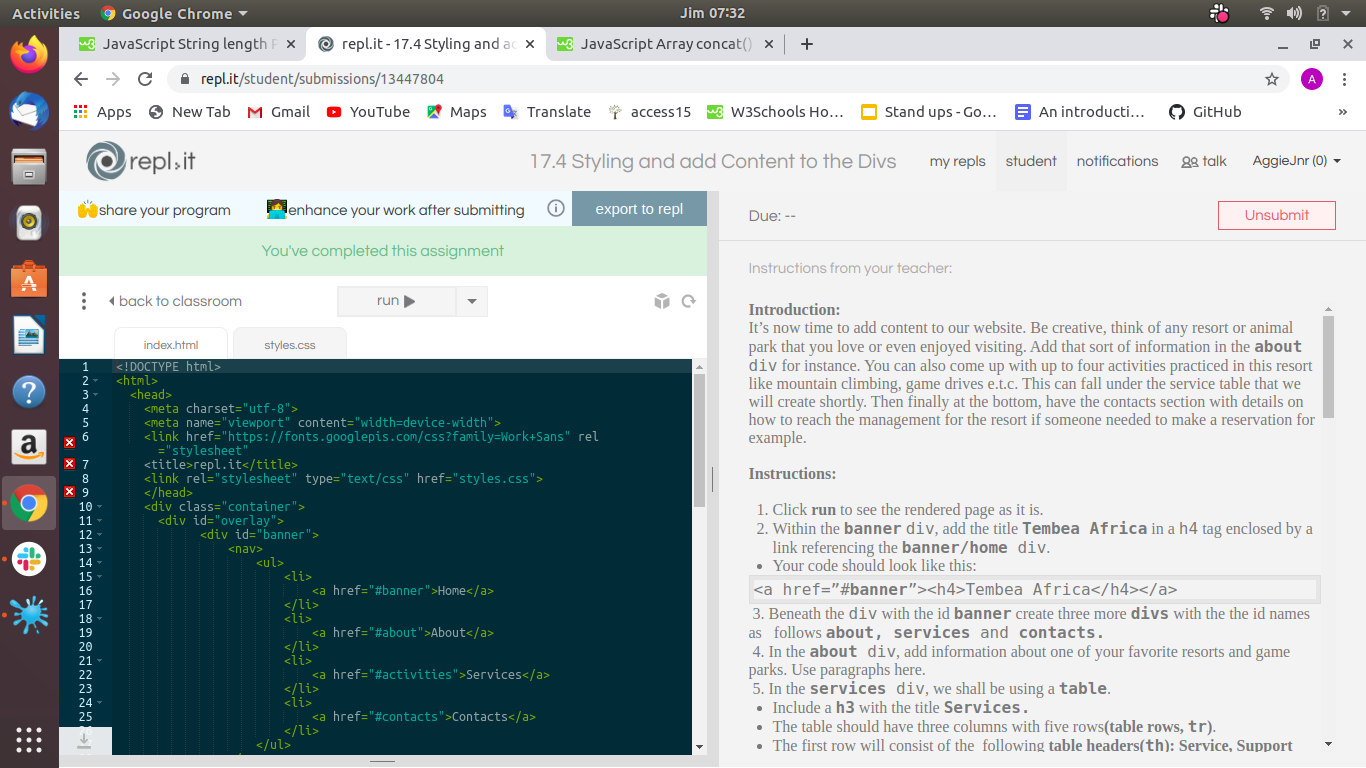 Activities Google Chrome Jim 07:32
JavaScript String length repl.it - 17.4 Styling and JavaScript Array concat()
repl.it/student/submissions/13447804 A
Apps New Tab Gmail YouTube Maps Translate access15 W3Schools Ho… Stand ups - Go… An introducti… GitHub »
repl.it 17.4 Styling and add Content to the Divs my repls student notifications talk AggieJnr (0)
share your program enhance your work after submitting export to repl
You've completed this assignment
back to classroom run
index.html styles.css
1 <!DOCTYPE html>
2 <html>
3 <head>
4 <meta charset="utf-8">
5 <meta name="viewport" content="width=device-width">
6 <link href="https://fonts.googlepis.com/css?family=Work+Sans" rel
="stylesheet"
7 <title>repl.it</title>
8 <link rel="stylesheet" type="text/css" href="styles.css">
9 </head>
10 <div class="container">
11 <div id="overlay">
12 <div id="banner">
13 <nav>
14 <ul>
15 <li>
16 <a href="#banner">Home</a>
17 </li>
18 <li>
19 <a href="#about">About</a>
20 </li>
21 <li>
22 <a href="#activities">Services</a>
23 </li>
24 <li>
25 <a href="#contacts">Contacts</a>
</li>
</ul>
Due: -- Unsubmit
Instructions from your teacher:
Introduction:
It's now time to add content to our website. Be creative, think of any resort or animal
park that you love or even enjoyed visiting. Add that sort of information in the about
div for instance. You can also come up with up to four activities practiced in this resort
like mountain climbing, game drives e.t.c. This can fall under the service table that we
will create shortly. Then finally at the bottom, have the contacts section with details on
how to reach the management for the resort if someone needed to make a reservation for
example.
Instructions:
1. Click run to see the rendered page as it is.
2. Within the banner div, add the title Tembea Africa in a h4 tag enclosed by a
link referencing the banner/home div.
• Your code should look like this:
<a href=”#banner”><h4>Tembea Africa</h4></a>
3. Beneath the div with the id banner create three more divs with the the id names
as follows about, services and contacts.
4. In the about div, add information about one of your favorite resorts and game
parks. Use paragraphs here.
5. In the services div, we shall be using a table.
• Include a h3 with the title Services.
• The table should have three columns with five rows(table rows, tr).
• The first row will consist of the following table headers(th): Service, Support